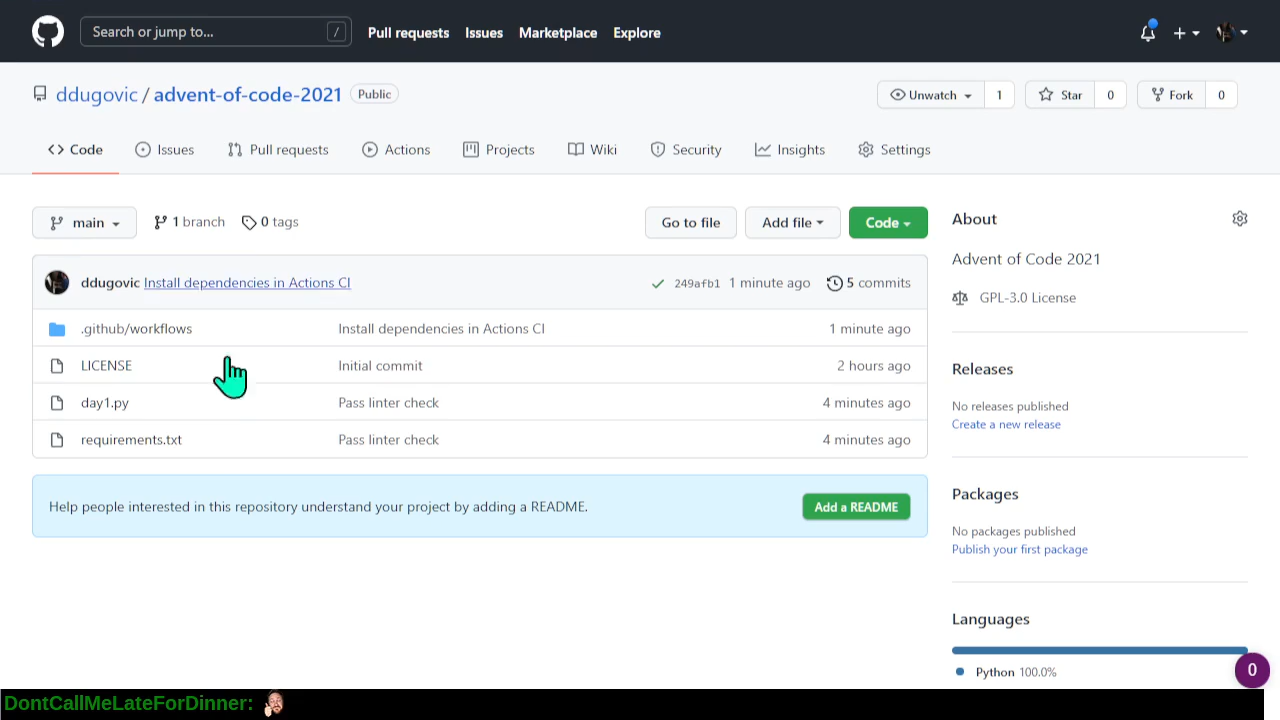 Search or jump to... /
Pull requests Issues Marketplace Explore
ddugovic / advent-of-code-2021 Public
Unwatch 1 Star 0 Fork 0
Code Issues Pull requests Actions Projects Wiki Security Insights Settings
main 1 branch 0 tags Go to file Add file Code
ddugovic Install dependencies in Actions CI 249afb1 1 minute ago 5 commits
.github/workflows Install dependencies in Actions CI 1 minute ago
LICENSE Initial commit 2 hours ago
day1.py Pass linter check 4 minutes ago
requirements.txt Pass linter check 4 minutes ago
Help people interested in this repository understand your project by adding a README. Add a README
About
Advent of Code 2021
GPL-3.0 License
Releases
No releases published
Create a new release
Packages
No packages published
Publish your first package
Languages
Python 100.0%
0
DontCallMeLateForDinner: